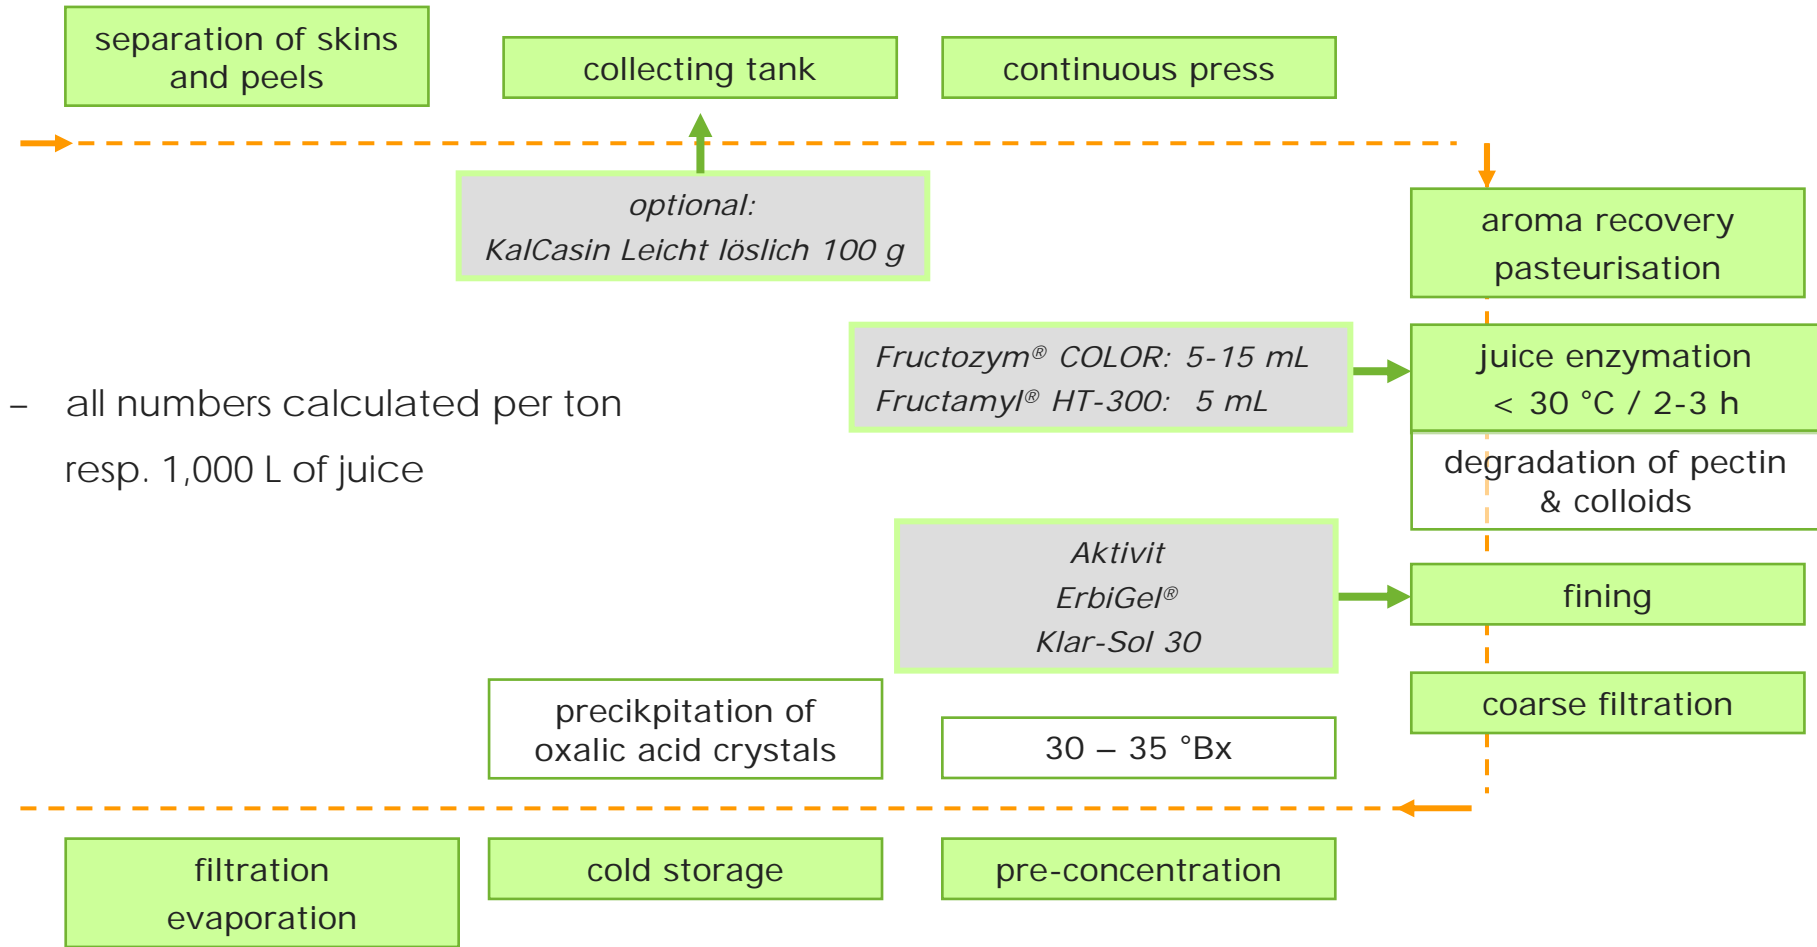 separation of skins
and peels
collecting tank
continuous press
optional:
KalCasin Leicht löslich 100 g
aroma recovery
pasteurisation
Fructozym® COLOR: 5-15 mL
Fructamyl® HT-300: 5 mL
juice enzymation
< 30 °C / 2-3 h
– all numbers calculated per ton
resp. 1,000 L of juice
degradation of pectin
& colloids
Aktivit
ErbiGel®
Klar-Sol 30
fining
precikpitation of
oxalic acid crystals
30 – 35 °Bx
coarse filtration
filtration
evaporation
cold storage
pre-concentration